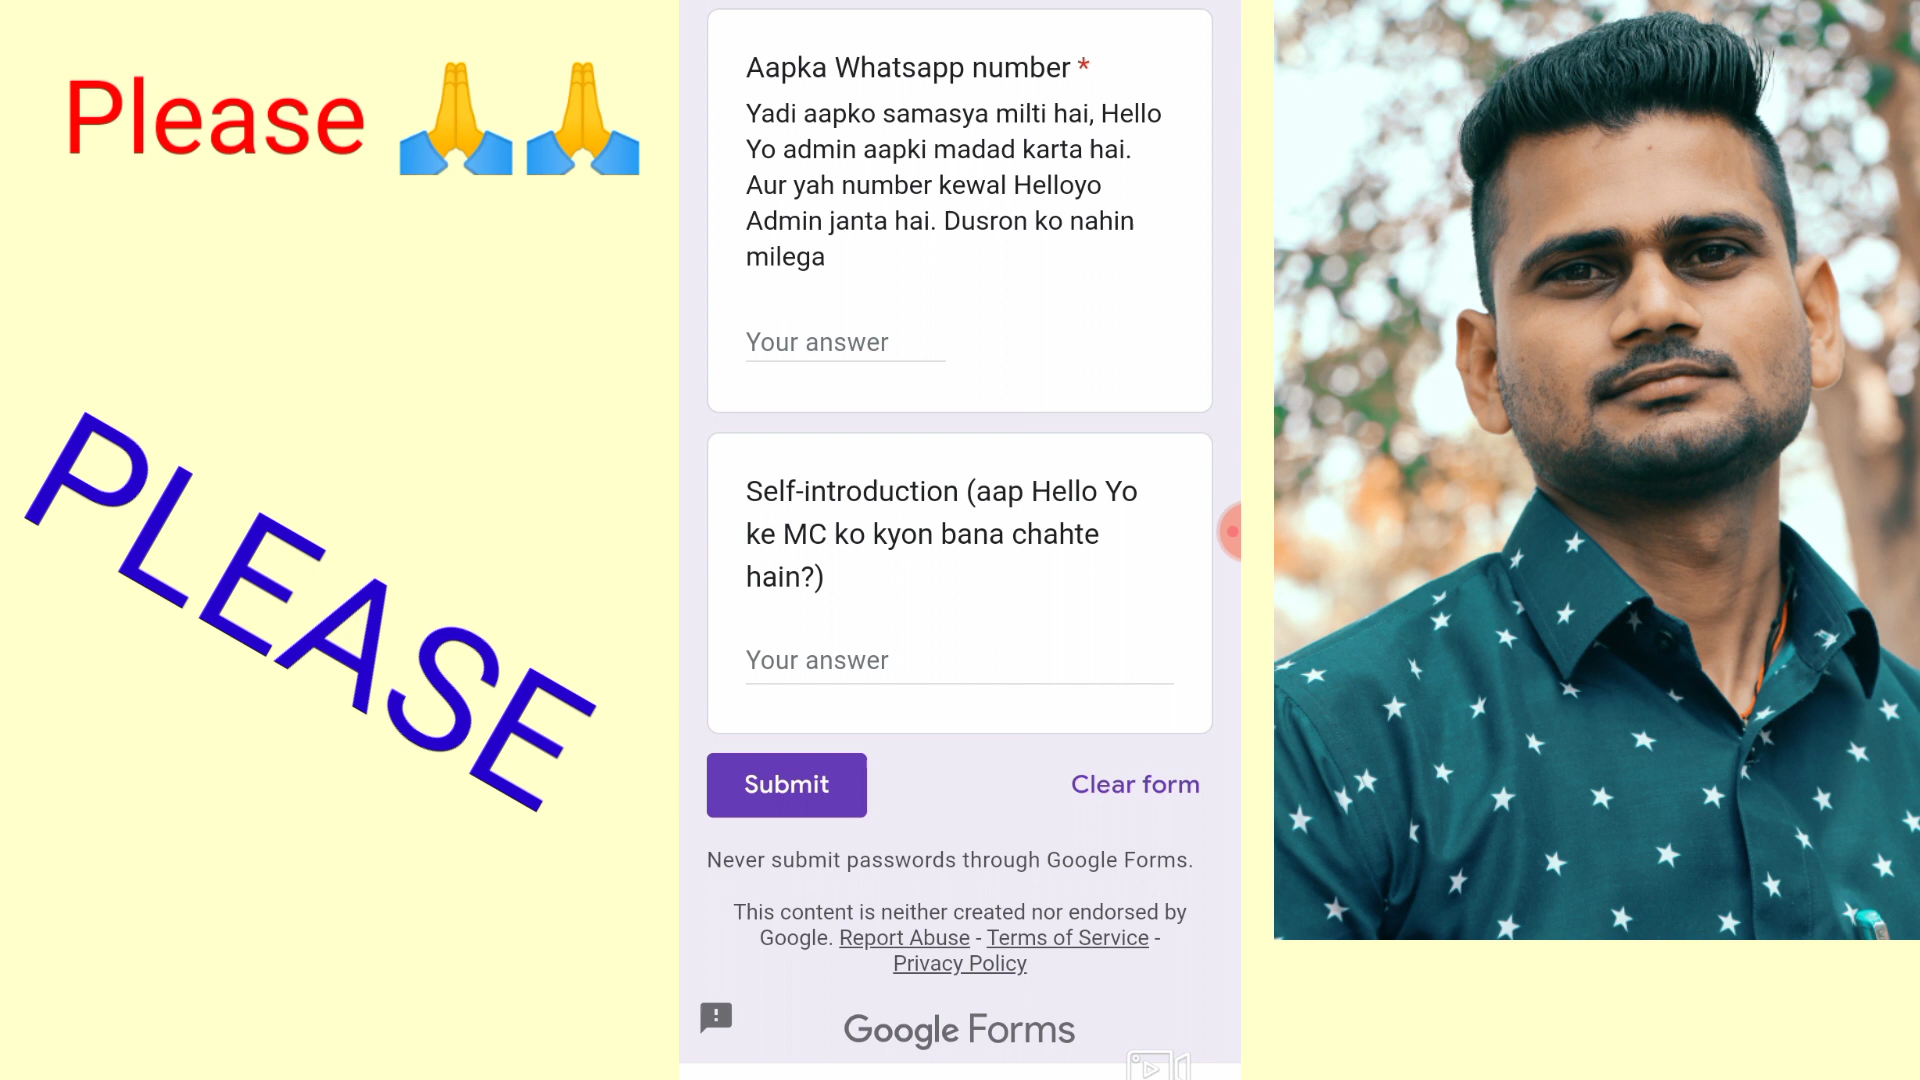 Please 🙏🙏
PLEASE
Aapka Whatsapp number *
Yadi aapko samasya milti hai, Hello
Yo admin aapki madad karta hai.
Aur yah number kewal Helloyo
Admin janta hai. Dusron ko nahin
milega
Your answer
Self-introduction (aap Hello Yo
ke MC ko kyon bana chahte
hain?)
Your answer
Submit
Clear form
Never submit passwords through Google Forms.
This content is neither created nor endorsed by
Google. Report Abuse - Terms of Service -
Privacy Policy
Google Forms